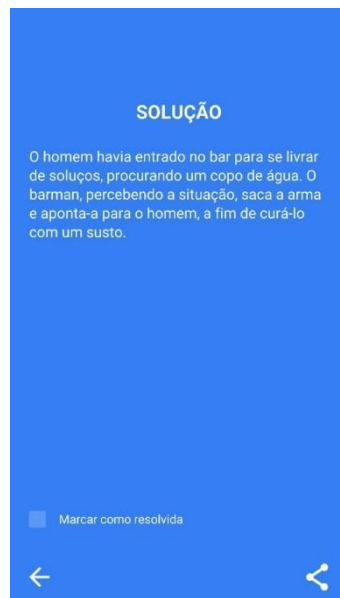 SOLUÇÃO
O homem havia entrado no bar para se livrar
de soluços, procurando um copo de água. O
barman, percebendo a situação, saca a arma
e aponta-a para o homem, a fim de curá-lo
com um susto.
Marcar como resolvida